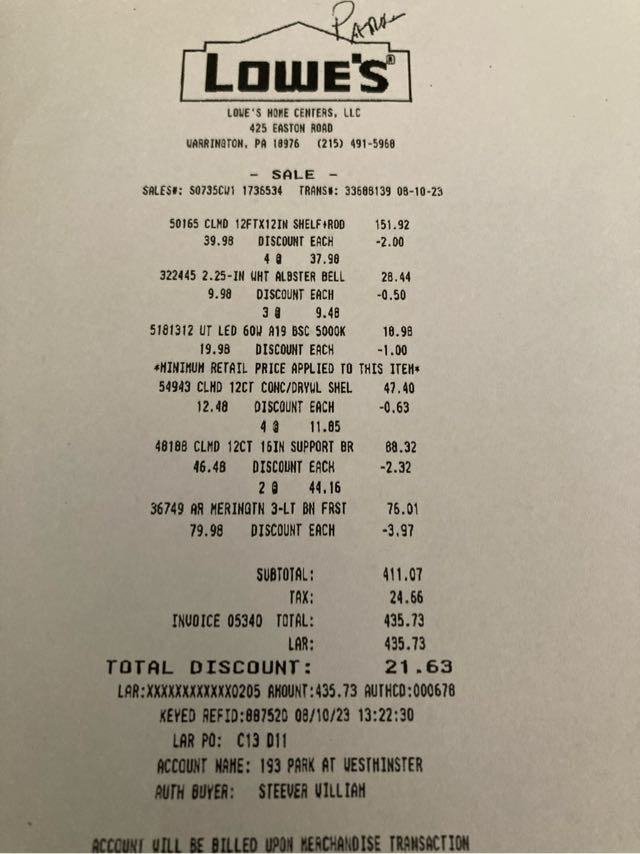 PARK
LOWE'S®
LOWE'S HOME CENTERS, LLC
425 EASTON ROAD
WARRINGTON, PA 18976 (215) 491-5960
- SALE -
SALES#: S0735CW1 1736534 TRANS#: 33688139 08-10-23
50165 CLMD 12FTX12IN SHELF+ROD 151.92
39.98 DISCOUNT EACH -2.00
4 @ 37.98
322445 2.25-IN WHT ALBSTER BELL 28.44
9.98 DISCOUNT EACH -0.50
3 @ 9.48
5181312 UT LED 60W A19 BSC 5000K 18.98
19.98 DISCOUNT EACH -1.00
*MINIMUM RETAIL PRICE APPLIED TO THIS ITEM*
54943 CLMD 12CT CONC/DRYWL SHEL 47.40
12.48 DISCOUNT EACH -0.63
4 @ 11.85
48188 CLMD 12CT 16IN SUPPORT BR 88.32
46.48 DISCOUNT EACH -2.32
2 @ 44.16
36749 AR MERINGTN 3-LT BN FRST 76.01
79.98 DISCOUNT EACH -3.97
SUBTOTAL: 411.07
TAX: 24.66
INVOICE 05340 TOTAL: 435.73
LAR: 435.73
TOTAL DISCOUNT: 21.63
LAR:XXXXXXXXXXXX0205 AMOUNT:435.73 AUTHCD:000678
KEYED REFID:887520 08/10/23 13:22:30
LAR PO: C13 D11
ACCOUNT NAME: 193 PARK AT WESTMINSTER
AUTH BUYER: STEEVER WILLIAM
ACCOUNT WILL BE BILLED UPON MERCHANDISE TRANSACTION